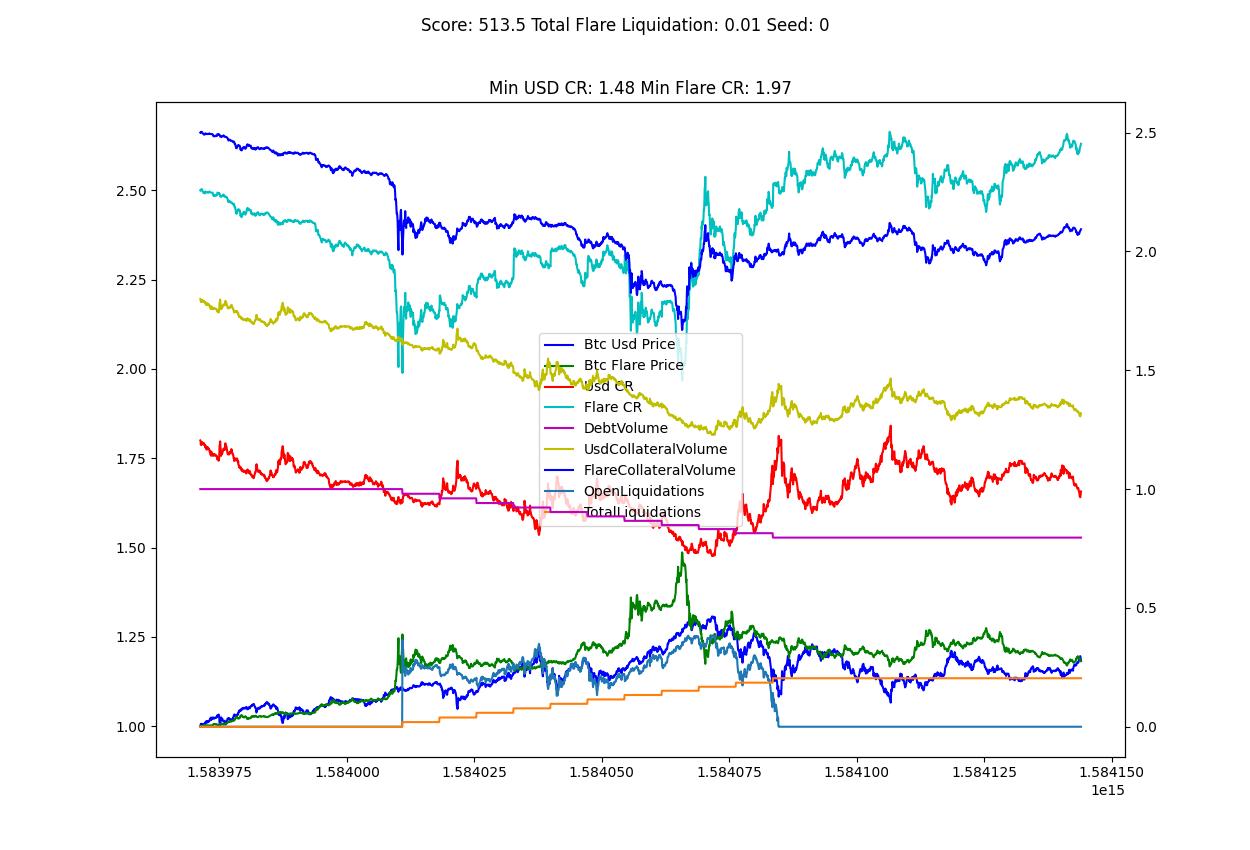 Score: 513.5 Total Flare Liquidation: 0.01 Seed: 0
Min USD CR: 1.48 Min Flare CR: 1.97
2.50
2.25
2.00
1.75
1.50
1.25
1.00
2.5
2.0
1.5
1.0
0.5
0.0
Btc Usd Price
Btc Flare Price
Usd CR
Flare CR
DebtVolume
UsdCollateralVolume
FlareCollateralVolume
OpenLiquidations
TotalLiquidations
1.583975 1.584000 1.584025 1.584050 1.584075 1.584100 1.584125 1.584150
1e15